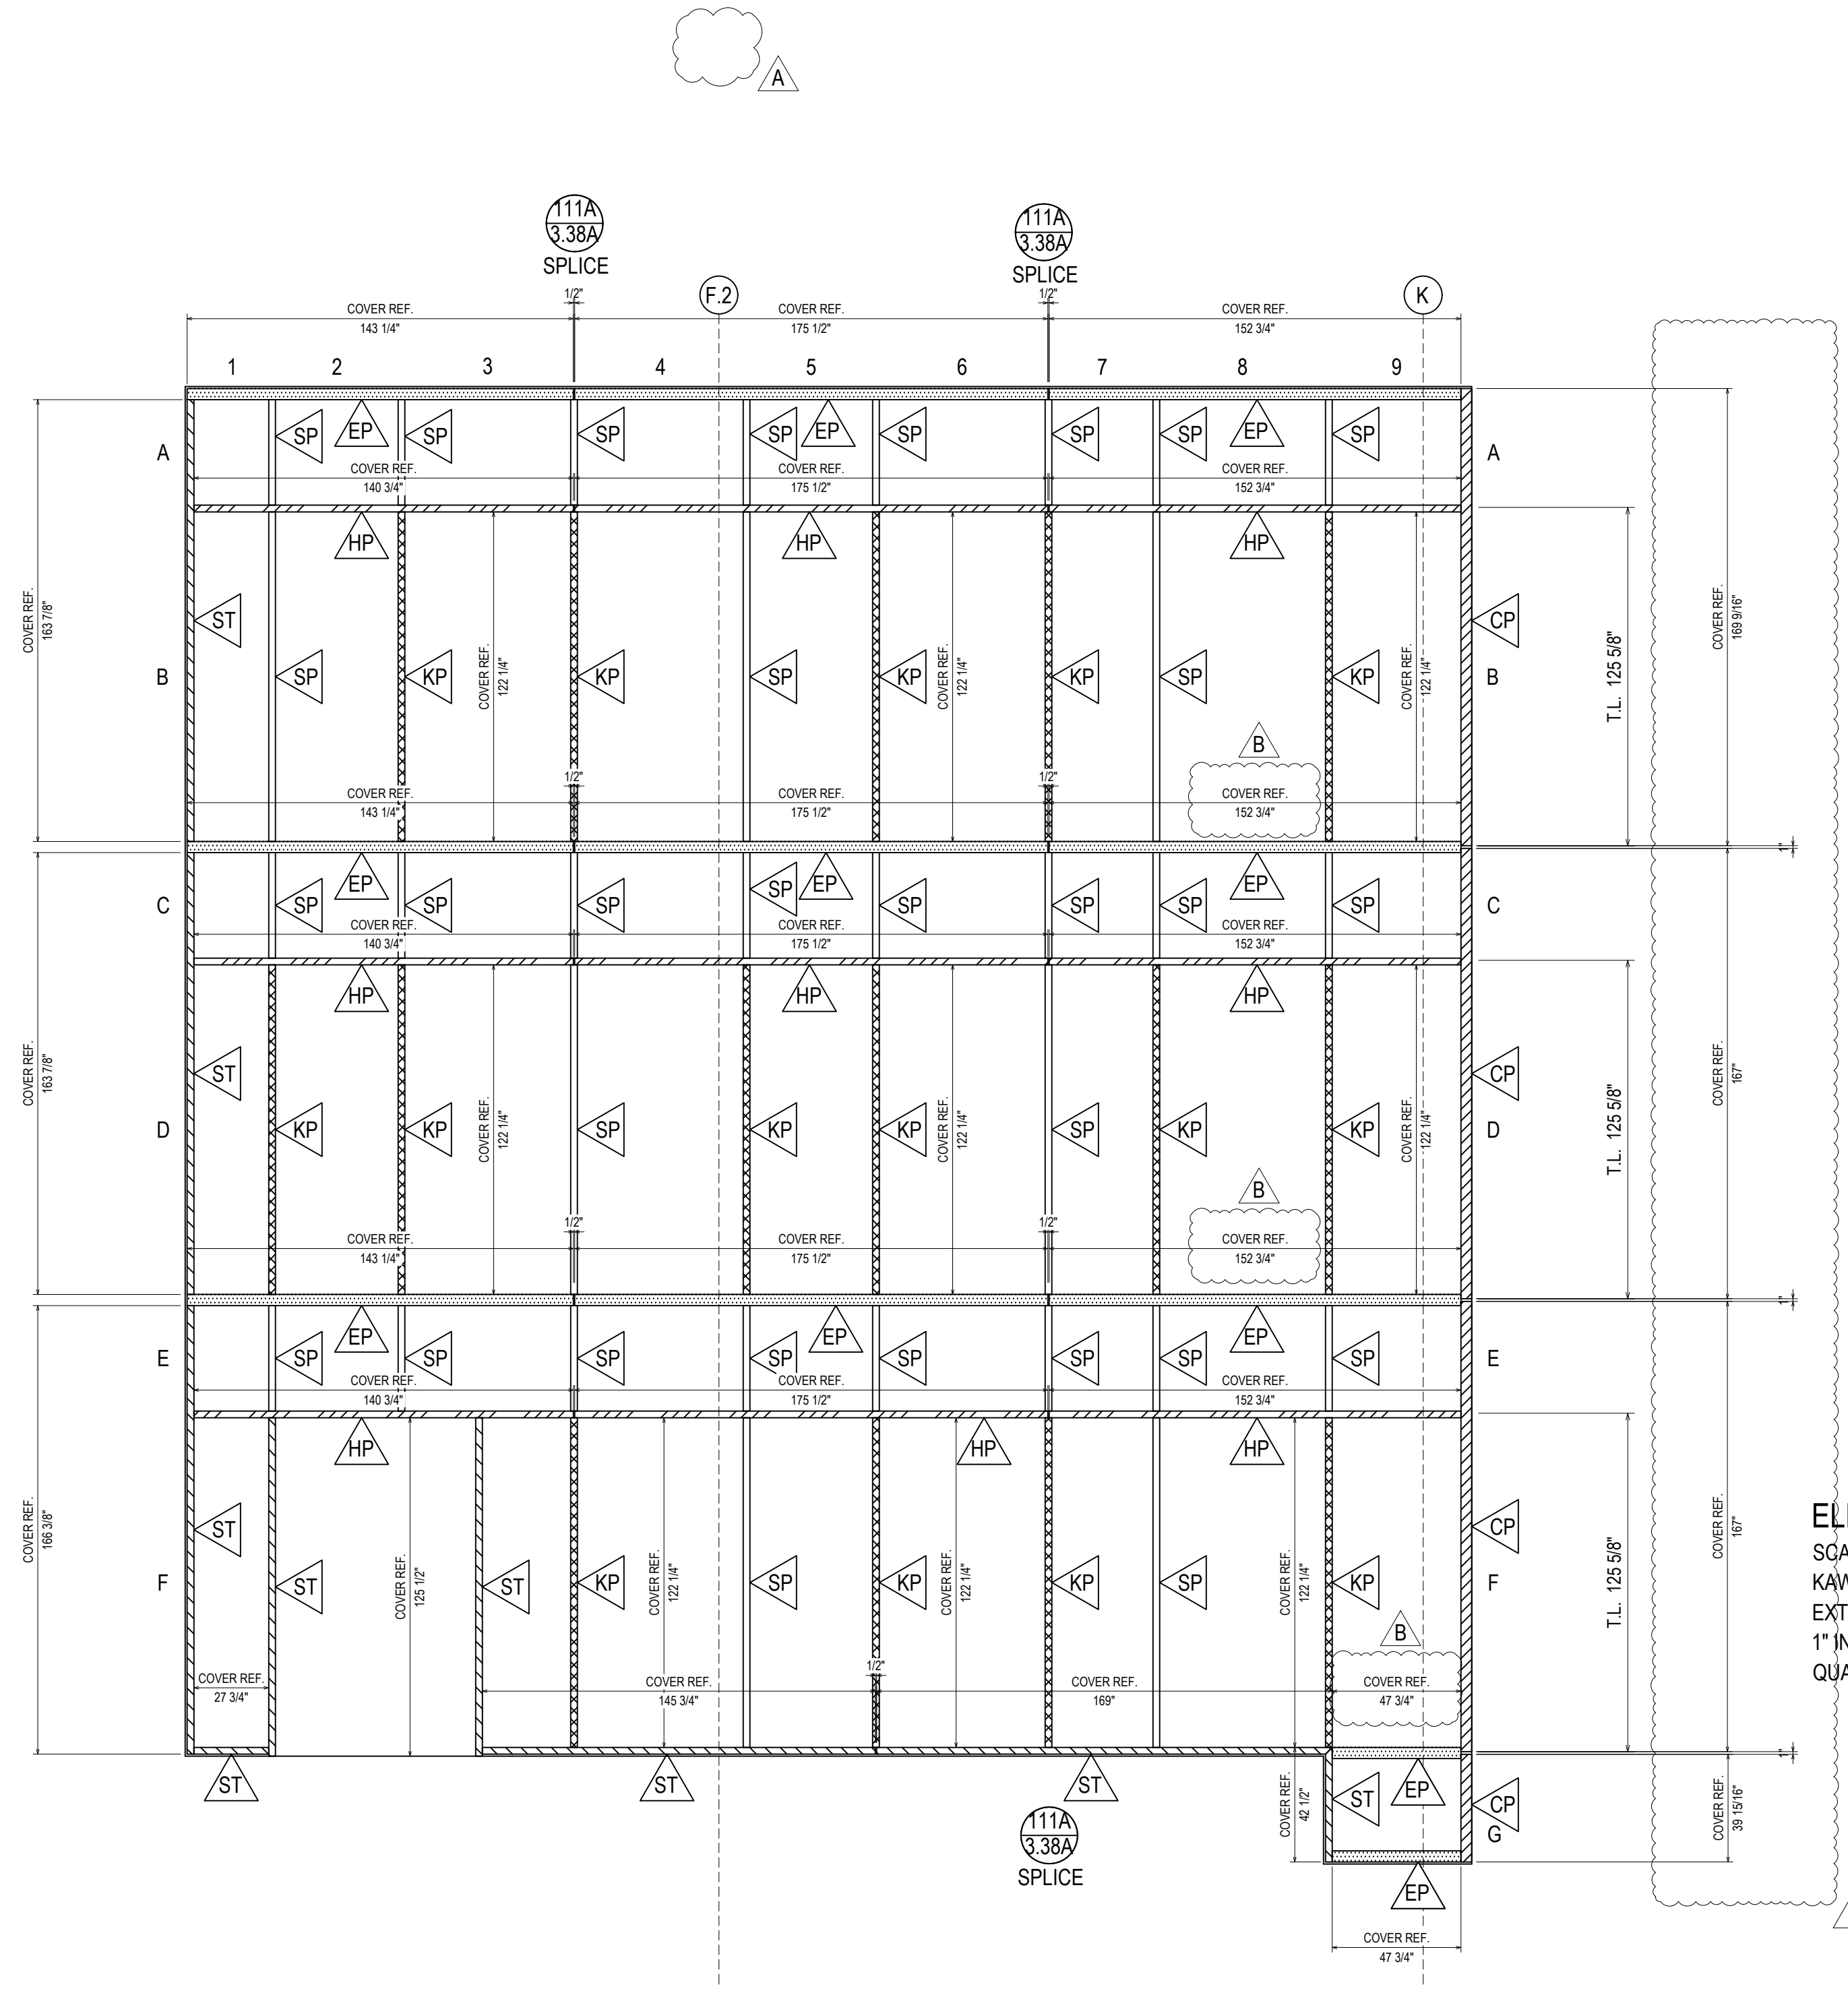 A
111A
3.38A
SPLICE
111A
3.38A
SPLICE
F.2
K
1/2"
1/2"
COVER REF.
143 1/4"
COVER REF.
175 1/2"
COVER REF.
152 3/4"
1 2 3 4 5 6 7 8 9
SP EP SP SP SP EP SP SP SP EP SP
A
A
COVER REF.
140 3/4"
COVER REF.
175 1/2"
COVER REF.
152 3/4"
HP HP HP
COVER REF.
163 7/8"
ST
CP
COVER REF.
169 9/16"
T.L. 125 5/8"
B
SP KP KP SP KP KP SP KP
B
COVER REF.
122 1/4"
COVER REF.
122 1/4"
COVER REF.
122 1/4"
B
1/2"
1/2"
COVER REF.
143 1/4"
COVER REF.
175 1/2"
COVER REF.
152 3/4"
1"
EP SP EP EP
C
SP SP SP SP SP SP SP
C
COVER REF.
140 3/4"
COVER REF.
175 1/2"
COVER REF.
152 3/4"
HP HP HP
COVER REF.
163 7/8"
ST
CP
COVER REF.
167"
T.L. 125 5/8"
D
KP KP SP KP KP SP KP KP
D
COVER REF.
122 1/4"
COVER REF.
122 1/4"
COVER REF.
122 1/4"
B
1/2"
1/2"
COVER REF.
143 1/4"
COVER REF.
175 1/2"
COVER REF.
152 3/4"
1"
EP EP EP
E
SP SP SP SP SP SP SP SP
E
COVER REF.
140 3/4"
COVER REF.
175 1/2"
COVER REF.
152 3/4"
HP HP HP
COVER REF.
166 3/8"
ST
CP
COVER REF.
167"
T.L. 125 5/8"
F
ST ST KP SP KP KP SP KP
F
COVER REF.
125 1/2"
COVER REF.
122 1/4"
COVER REF.
122 1/4"
COVER REF.
122 1/4"
B
1/2"
COVER REF.
27 3/4"
COVER REF.
145 3/4"
COVER REF.
169"
COVER REF.
47 3/4"
1"
ST ST ST
COVER REF.
42 1/2"
ST
EP
CP
G
COVER REF.
39 15/16"
111A
3.38A
SPLICE
EP
COVER REF.
47 3/4"